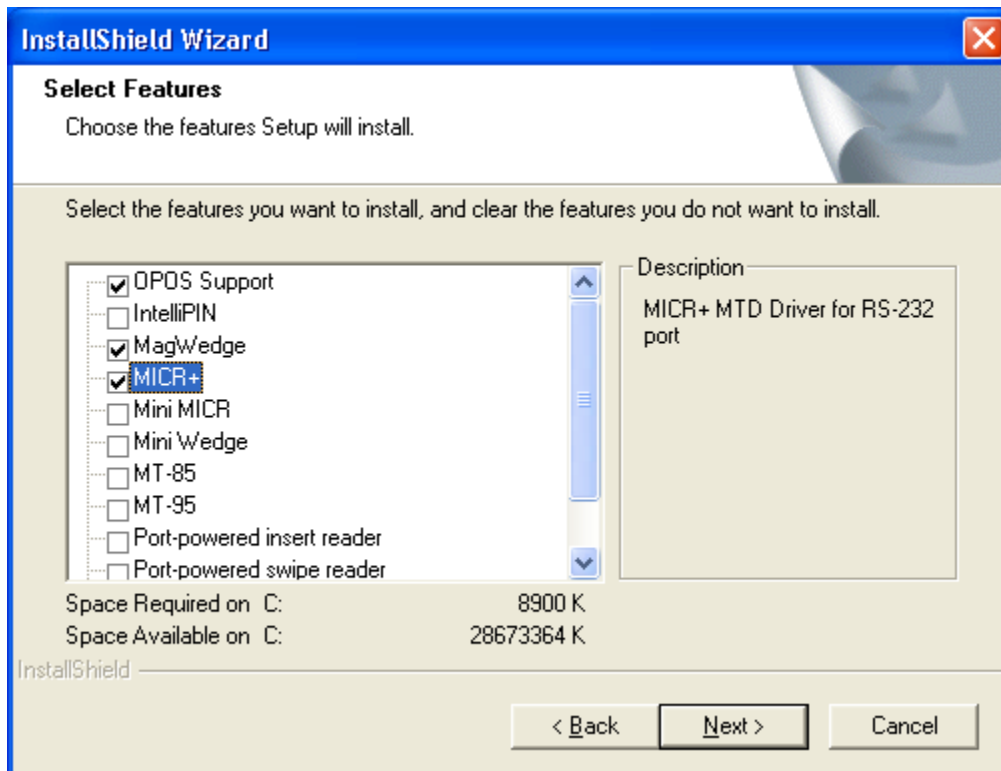 InstallShield Wizard
Select Features
Choose the features Setup will install.
Select the features you want to install, and clear the features you do not want to install.
OPOS Support
IntelliPIN
MagWedge
MICR+
Mini MICR
Mini Wedge
MT-85
MT-95
Port-powered insert reader
Port-powered swipe reader
Description
MICR+ MTD Driver for RS-232
port
Space Required on C: 8900 K
Space Available on C: 28673364 K
InstallShield
< Back Next > Cancel